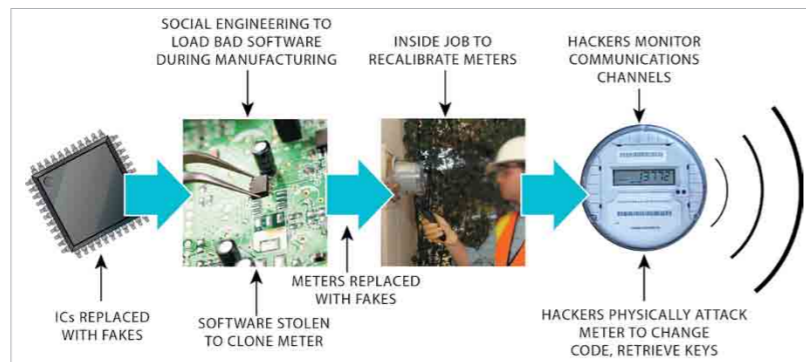 SOCIAL ENGINEERING TO
LOAD BAD SOFTWARE
DURING MANUFACTURING
INSIDE JOB TO
RECALIBRATE METERS
HACKERS MONITOR
COMMUNICATIONS
CHANNELS
13772
ICs REPLACED
WITH FAKES
SOFTWARE STOLEN
TO CLONE METER
METERS REPLACED
WITH FAKES
HACKERS PHYSICALLY ATTACK
METER TO CHANGE
CODE, RETRIEVE KEYS